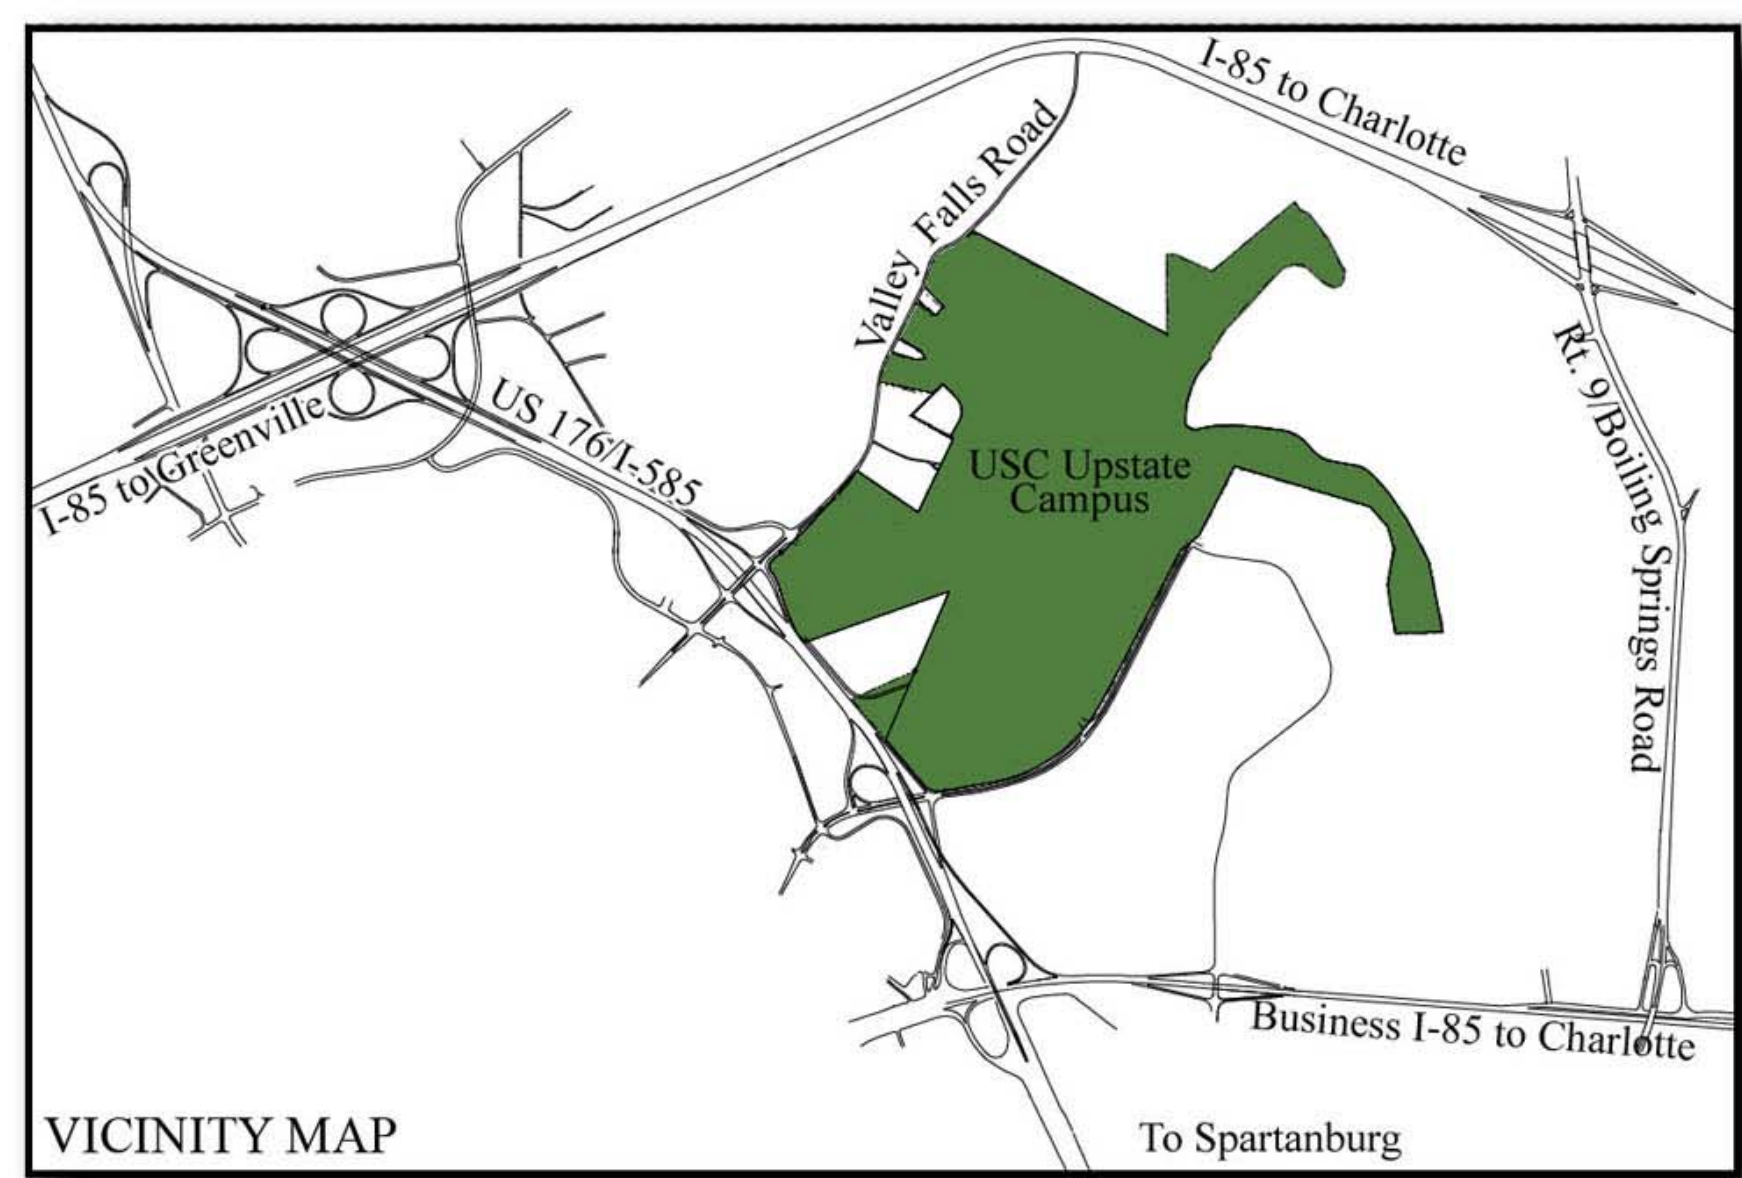 I-85 to Charlotte
Valley Falls Road
I-85 to Greenville
US 176/I-585
Rt. 9/Boiling Springs Road
USC Upstate
Campus
Business I-85 to Charlotte
VICINITY MAP
To Spartanburg